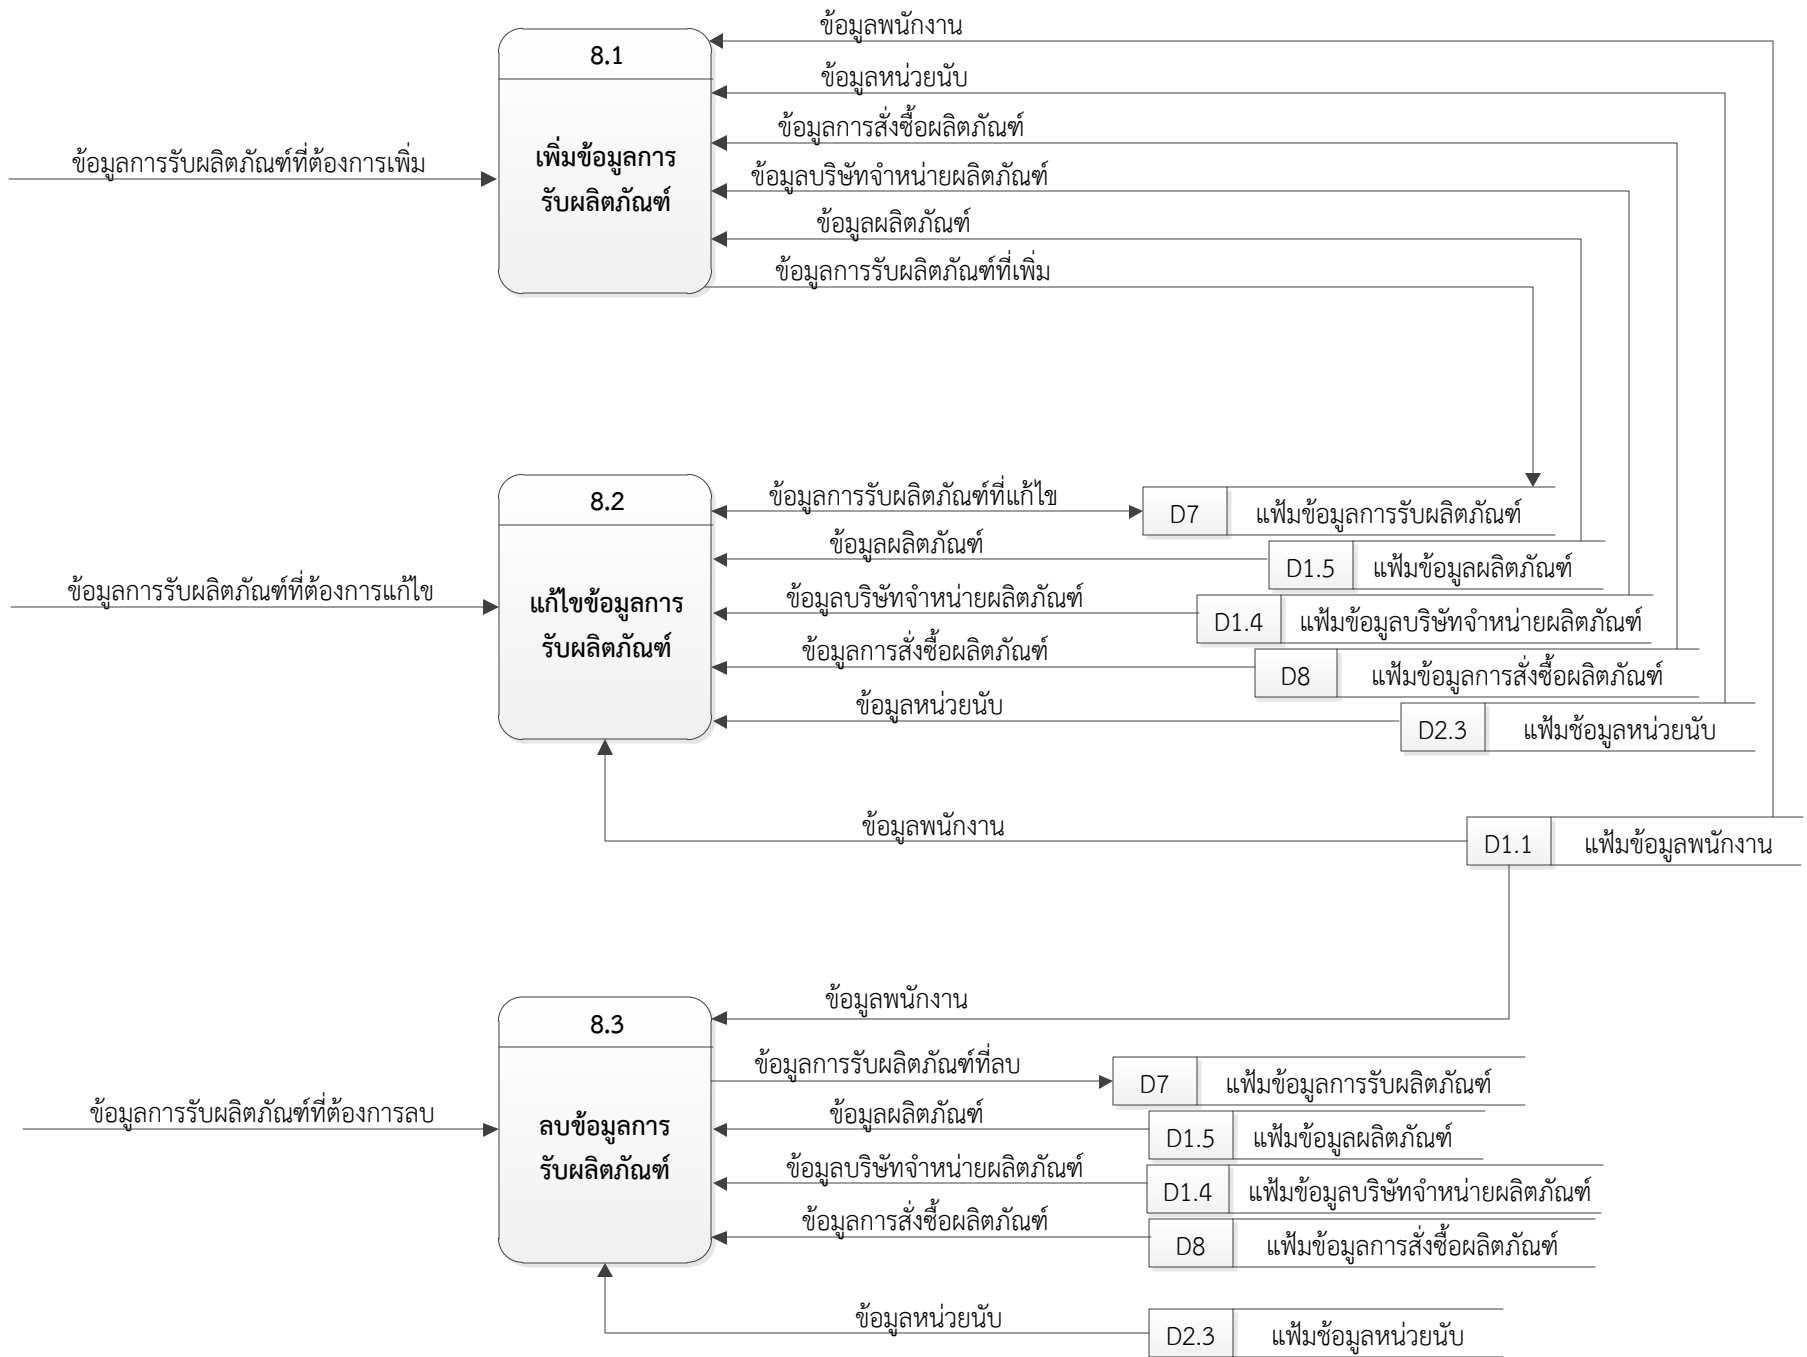 ข้อมูลพนักงาน
8.1
ข้อมูลหน่วยนับ
ข้อมูลการสั่งซื้อผลิตภัณฑ์
ข้อมูลการรับผลิตภัณฑ์ที่ต้องการเพิ่ม
เพิ่มข้อมูลการ
รับผลิตภัณฑ์
ข้อมูลบริษัทจำหน่ายผลิตภัณฑ์
ข้อมูลผลิตภัณฑ์
ข้อมูลการรับผลิตภัณฑ์ที่เพิ่ม
8.2
ข้อมูลการรับผลิตภัณฑ์ที่แก้ไข
D7 แฟ้มข้อมูลการรับผลิตภัณฑ์
ข้อมูลผลิตภัณฑ์
D1.5 แฟ้มข้อมูลผลิตภัณฑ์
ข้อมูลการรับผลิตภัณฑ์ที่ต้องการแก้ไข
แก้ไขข้อมูลการ
รับผลิตภัณฑ์
ข้อมูลบริษัทจำหน่ายผลิตภัณฑ์
D1.4 แฟ้มข้อมูลบริษัทจำหน่ายผลิตภัณฑ์
ข้อมูลการสั่งซื้อผลิตภัณฑ์
D8 แฟ้มข้อมูลการสั่งซื้อผลิตภัณฑ์
ข้อมูลหน่วยนับ
D2.3 แฟ้มช้อมูลหน่วยนับ
ข้อมูลพนักงาน
D1.1 แฟ้มข้อมูลพนักงาน
ข้อมูลพนักงาน
8.3
ข้อมูลการรับผลิตภัณฑ์ที่ลบ
D7 แฟ้มข้อมูลการรับผลิตภัณฑ์
ข้อมูลการรับผลิตภัณฑ์ที่ต้องการลบ
ลบข้อมูลการ
รับผลิตภัณฑ์
ข้อมูลผลิตภัณฑ์
D1.5 แฟ้มข้อมูลผลิตภัณฑ์
ข้อมูลบริษัทจำหน่ายผลิตภัณฑ์
D1.4 แฟ้มข้อมูลบริษัทจำหน่ายผลิตภัณฑ์
ข้อมูลการสั่งซื้อผลิตภัณฑ์
D8 แฟ้มข้อมูลการสั่งซื้อผลิตภัณฑ์
ข้อมูลหน่วยนับ
D2.3 แฟ้มช้อมูลหน่วยนับ